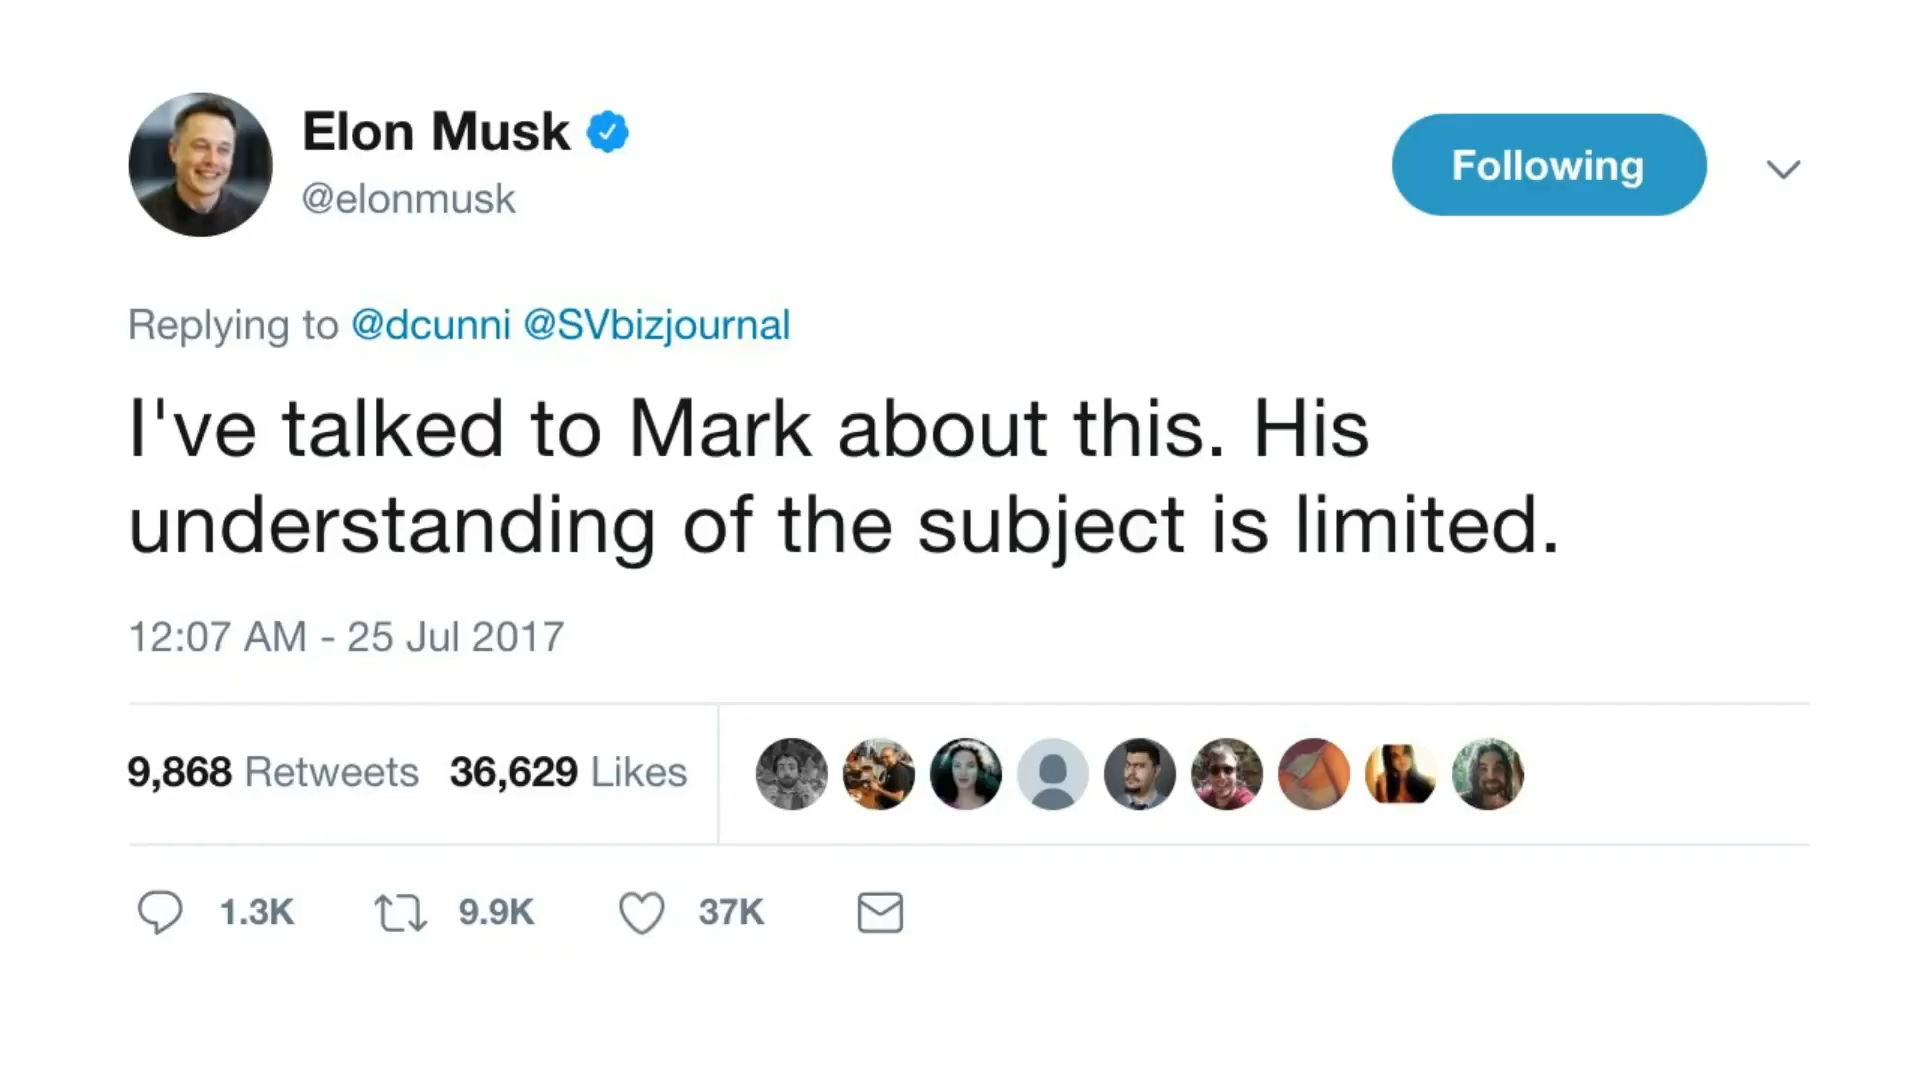 Elon Musk
@elonmusk
Following
Replying to @dcunni @SVbizjournal
I've talked to Mark about this. His
understanding of the subject is limited.
12:07 AM - 25 Jul 2017
9,868 Retweets 36,629 Likes
1.3K 9.9K 37K